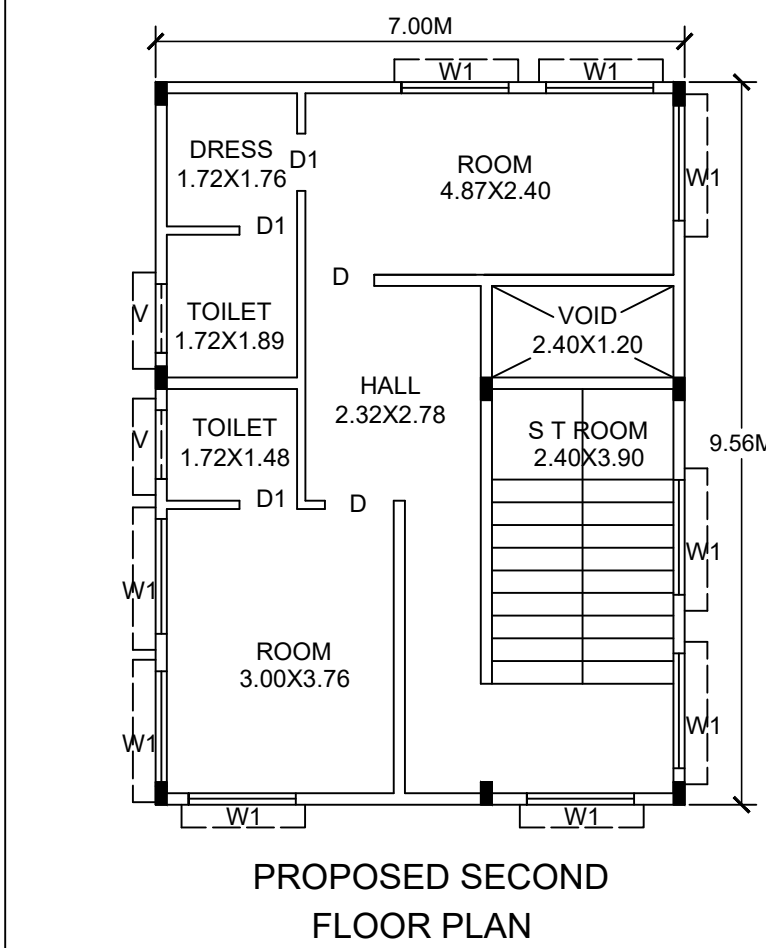 7.00M
W1
W1
DRESS
1.72X1.76
D1
ROOM
4.87X2.40
W1
D1
D
TOILET
1.72X1.89
V
VOID
2.40X1.20
HALL
2.32X2.78
TOILET
1.72X1.48
V
S T ROOM
2.40X3.90
9.56M
D1
D
W1
W1
ROOM
3.00X3.76
W1
W1
W1
W1
PROPOSED SECOND
FLOOR PLAN